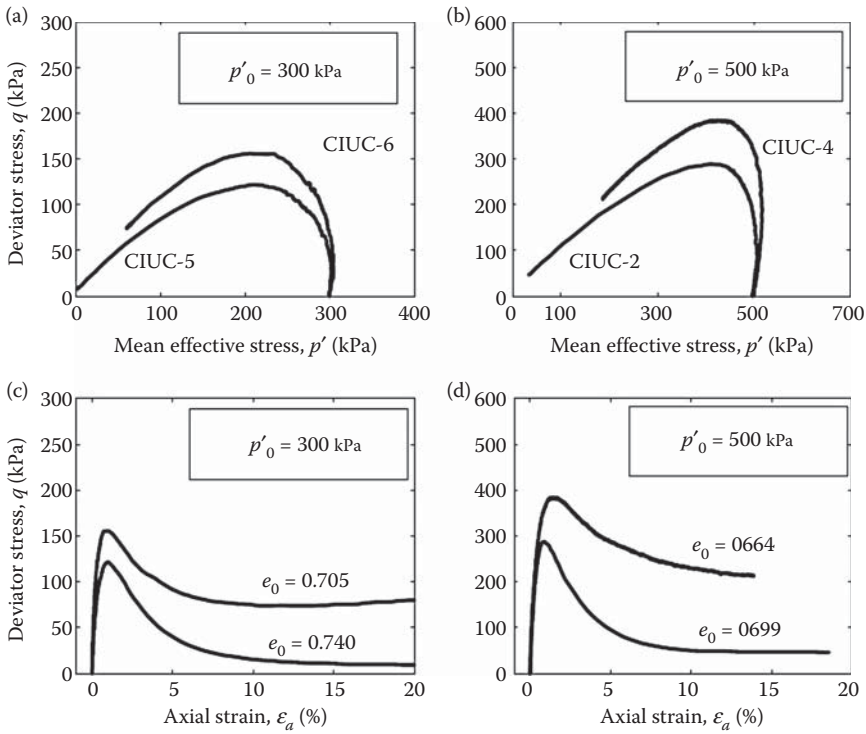 (a)
300
250
200
150
100
50
0
Deviator stress, q (kPa)
p′0 = 300 kPa
CIUC-6
CIUC-5
0 100 200 300 400
Mean effective stress, p′ (kPa)
(b)
600
500
400
300
200
100
0
p′0 = 500 kPa
CIUC-4
CIUC-2
0 100 300 500 700
Mean effective stress, p′ (kPa)
(c)
300
250
200
150
100
50
0
Deviator stress, q (kPa)
p′0 = 300 kPa
e0 = 0.705
e0 = 0.740
0 5 10 15 20
Axial strain, εa (%)
(d)
600
500
400
300
200
100
0
p′0 = 500 kPa
e0 = 0664
e0 = 0699
0 5 10 15 20
Axial strain, εa (%)